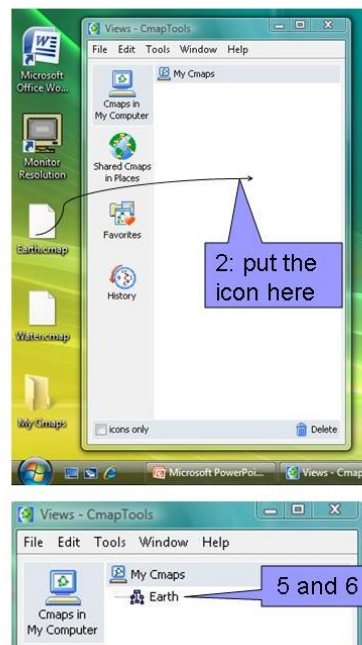 Views - CmapTools
File Edit Tools Window Help
My Cmaps
Microsoft
Office Wo...
Cmaps in
My Computer
Monitor
Resolution
Shared Cmaps
in Places
Earth.cmap
Favorites
2: put the
icon here
History
Water.cmap
My Cmaps
icons only
Delete
Microsoft PowerPoi...
Views - Cmap
Views - CmapTools
File Edit Tools Window Help
My Cmaps
Earth
5 and 6
Cmaps in
My Computer